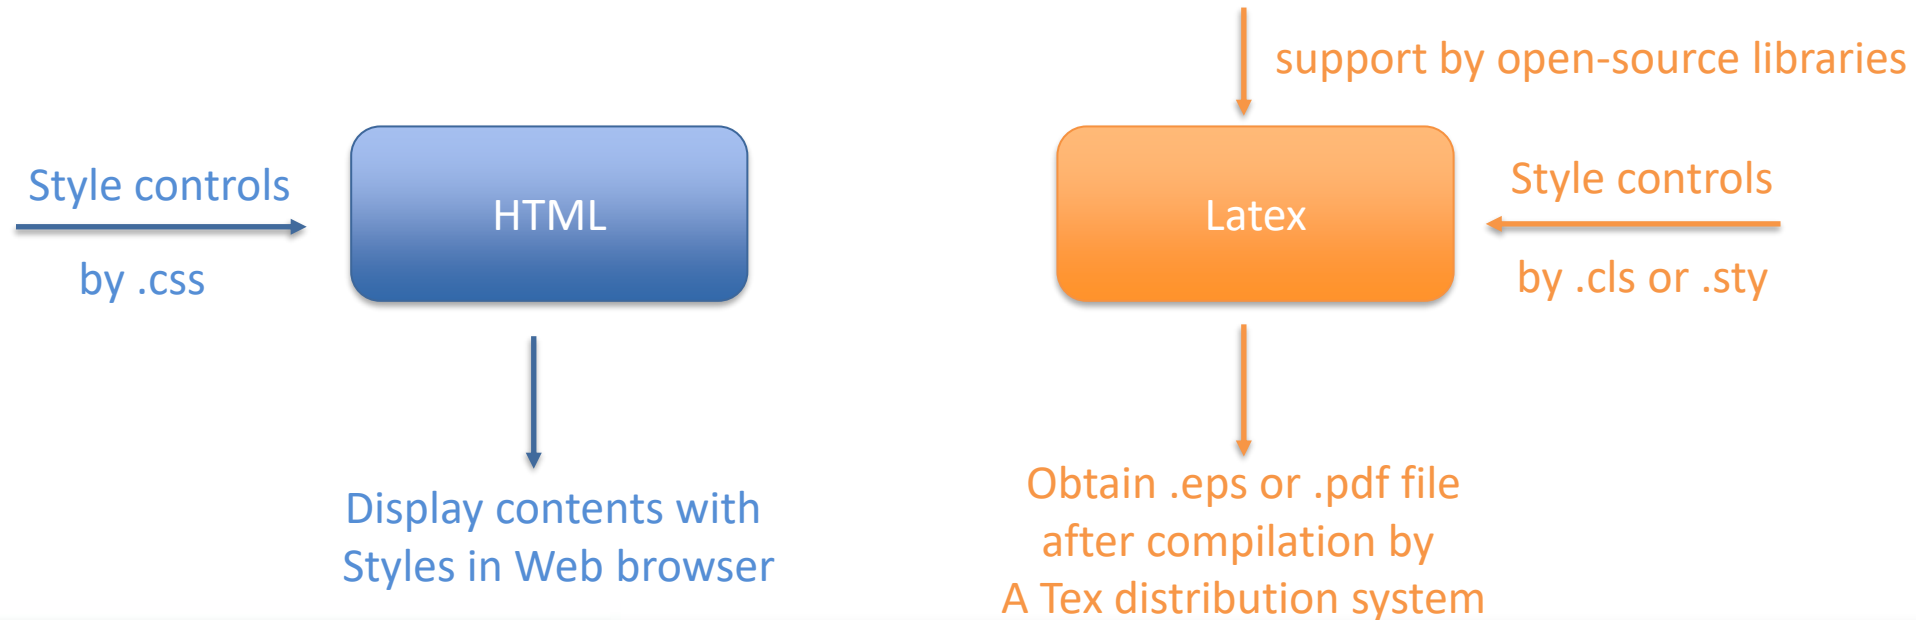 Style controls
by .css
HTML
Display contents with
Styles in Web browser
support by open-source libraries
Latex
Style controls
by .cls or .sty
Obtain .eps or .pdf file
after compilation by
A Tex distribution system